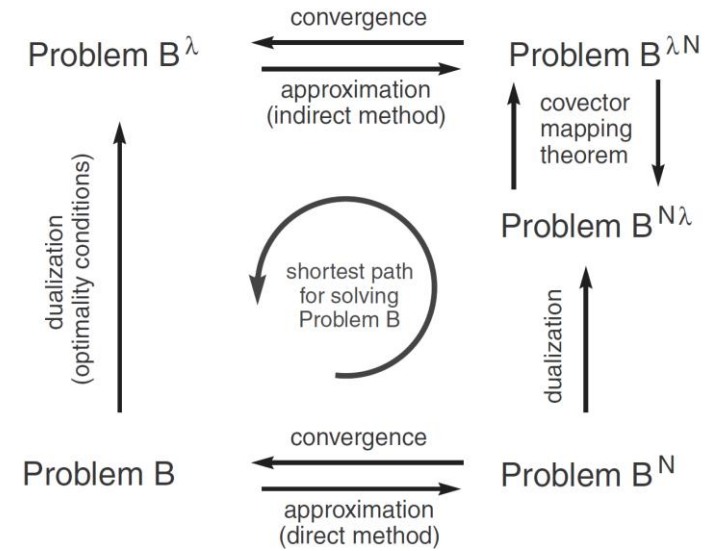 convergence
Problem B^λ
Problem B^λN
approximation
(indirect method)
covector
mapping
theorem
dualization
(optimality conditions)
Problem B^Nλ
shortest path
for solving
Problem B
dualization
convergence
Problem B
Problem B^N
approximation
(direct method)